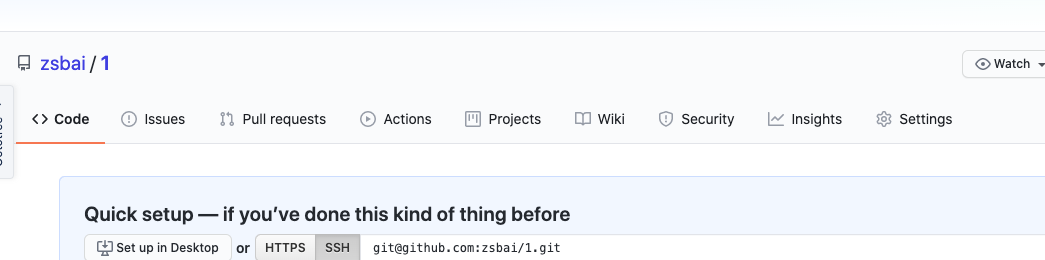 zsbai / 1
Watch
Code Issues Pull requests Actions Projects Wiki Security Insights Settings
Quick setup — if you’ve done this kind of thing before
Set up in Desktop or HTTPS SSH git@github.com:zsbai/1.git